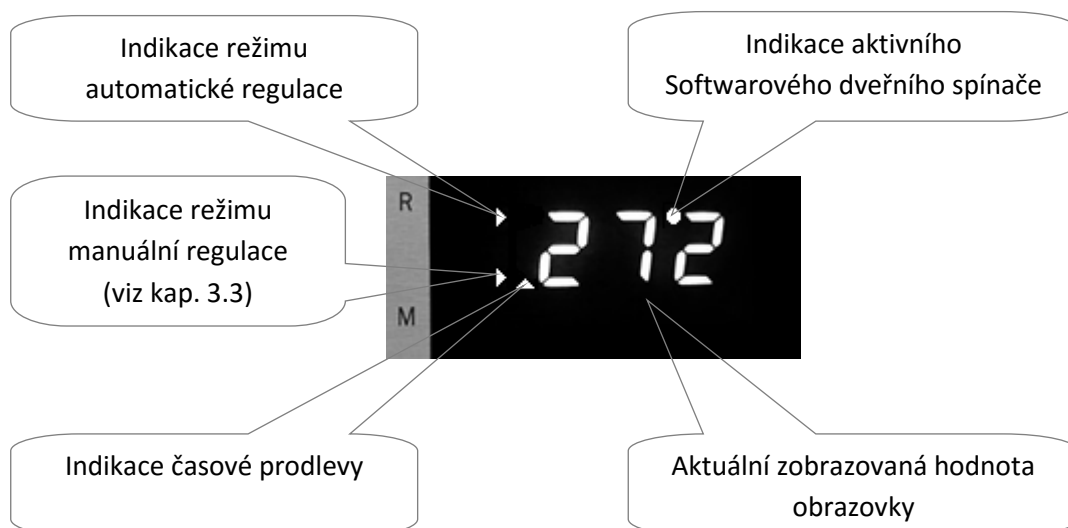 Indikace režimu
automatické regulace
Indikace aktivního
Softwarového dveřního spínače
Indikace režimu
manuální regulace
(viz kap. 3.3)
R
272
M
Indikace časové prodlevy
Aktuální zobrazovaná hodnota
obrazovky